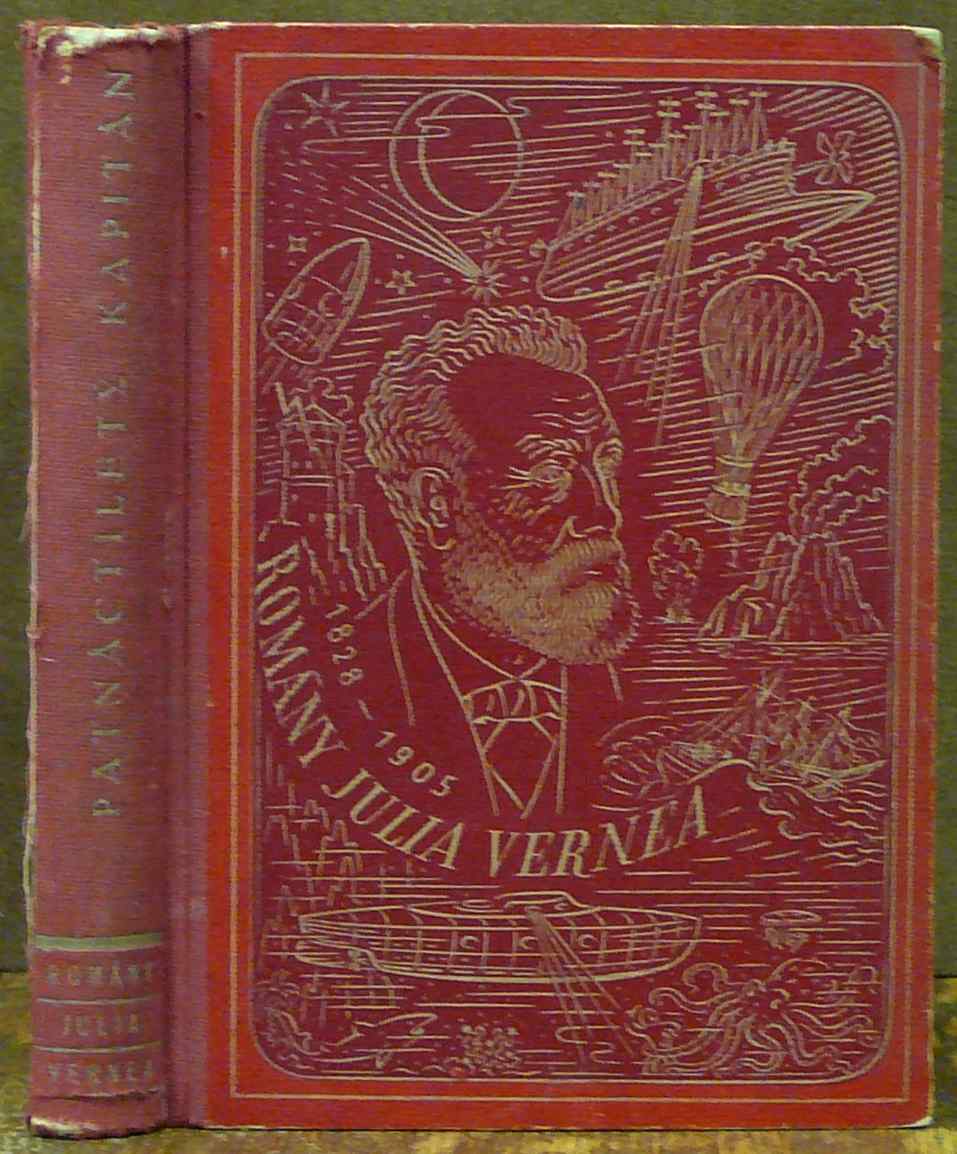 PATNÁCTILETÝ KAPITÁN
ROMÁNY
JULIA
VERNEA
1828 – 1905
ROMÁNY JULIA VERNEA